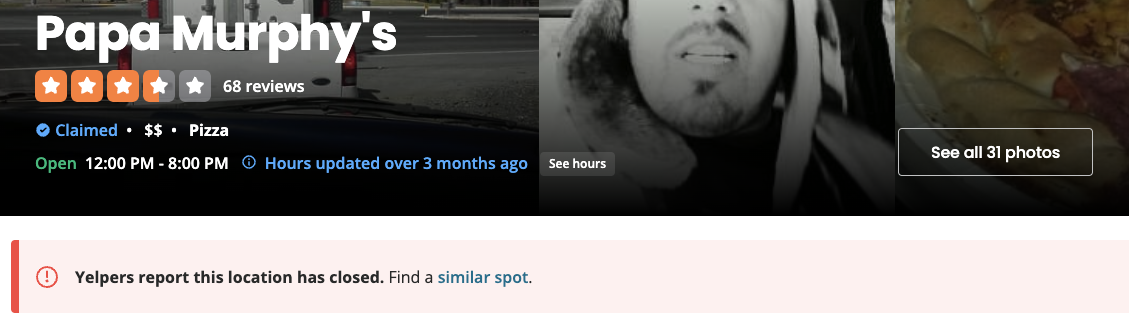 Papa Murphy's
68 reviews
Claimed • $$ • Pizza
Open 12:00 PM - 8:00 PM Hours updated over 3 months ago
See hours
See all 31 photos
Yelpers report this location has closed. Find a similar spot.